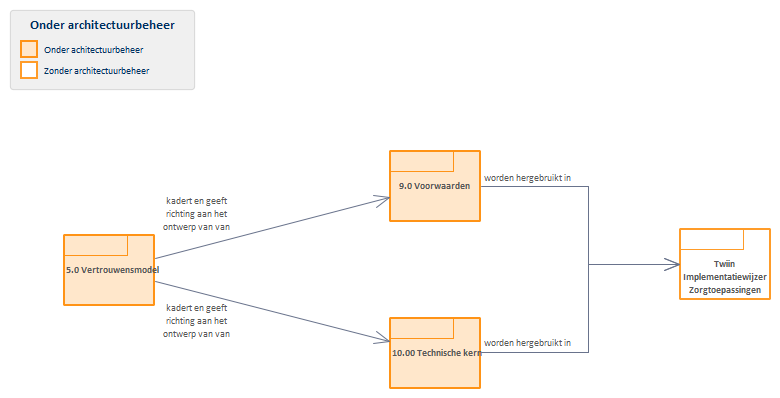 Onder architectuurbeheer
Onder achitectuurbeheer
Zonder architectuurbeheer
9.0 Voorwaarden
worden hergebruikt in
kadert en geeft
richting aan het
ontwerp van van
5.0 Vertrouwensmodel
Twiin
Implementatiewijzer
Zorgtoepassingen
kadert en geeft
richting aan het
ontwerp van van
10.00 Technische kern
worden hergebruikt in